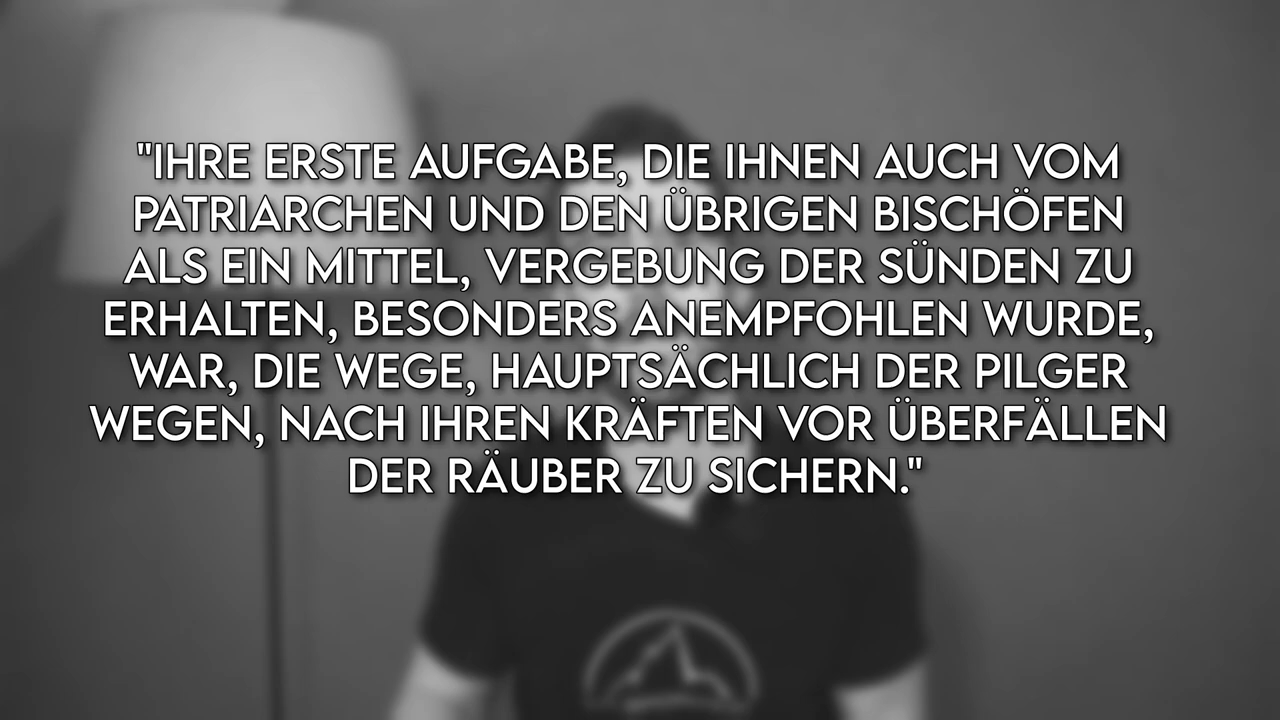 "IHRE ERSTE AUFGABE, DIE IHNEN AUCH VOM
PATRIARCHEN UND DEN ÜBRIGEN BISCHÖFEN
ALS EIN MITTEL, VERGEBUNG DER SÜNDEN ZU
ERHALTEN, BESONDERS ANEMPFOHLEN WURDE,
WAR, DIE WEGE, HAUPTSÄCHLICH DER PILGER
WEGEN, NACH IHREN KRÄFTEN VOR ÜBERFÄLLEN
DER RÄUBER ZU SICHERN."